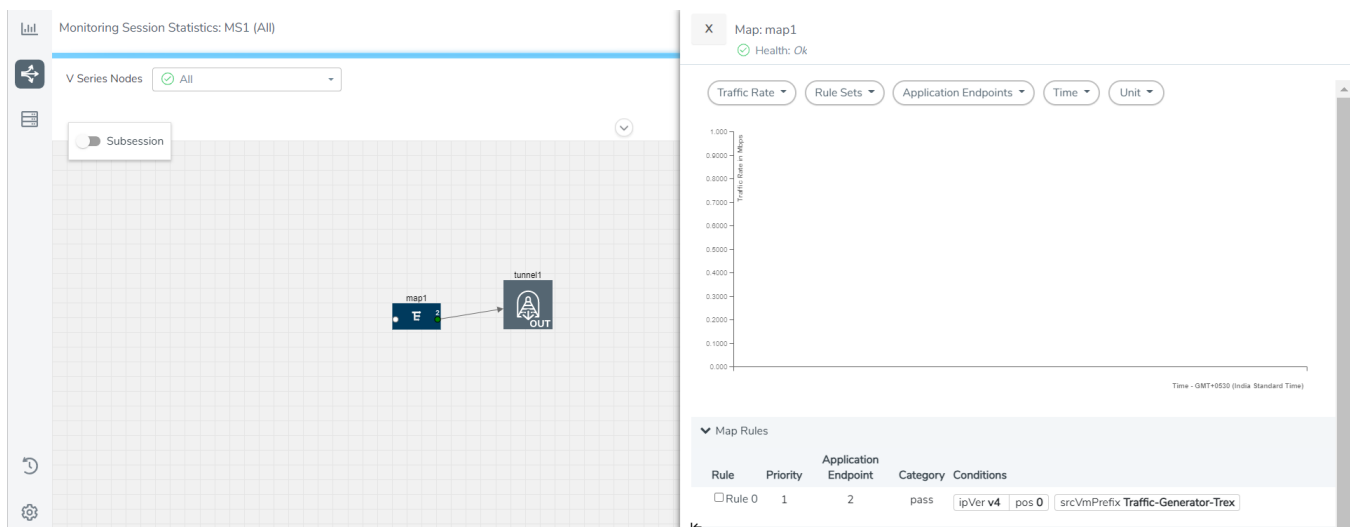 Monitoring Session Statistics: MS1 (All)
V Series Nodes
All
Subsession
map1
E
2
tunnel1
OUT
X
Map: map1
Health: Ok
Traffic Rate
Rule Sets
Application Endpoints
Time
Unit
1.000
0.9000
0.8000
0.7000
0.6000
0.5000
0.4000
0.3000
0.2000
0.1000
0.000
Traffic Rate in Mbps
Time - GMT+0530 (India Standard Time)
Map Rules
Rule Priority Application Endpoint Category Conditions
Rule 0 1 2 pass ipVer v4 pos 0 srcVmPrefix Traffic-Generator-Trex